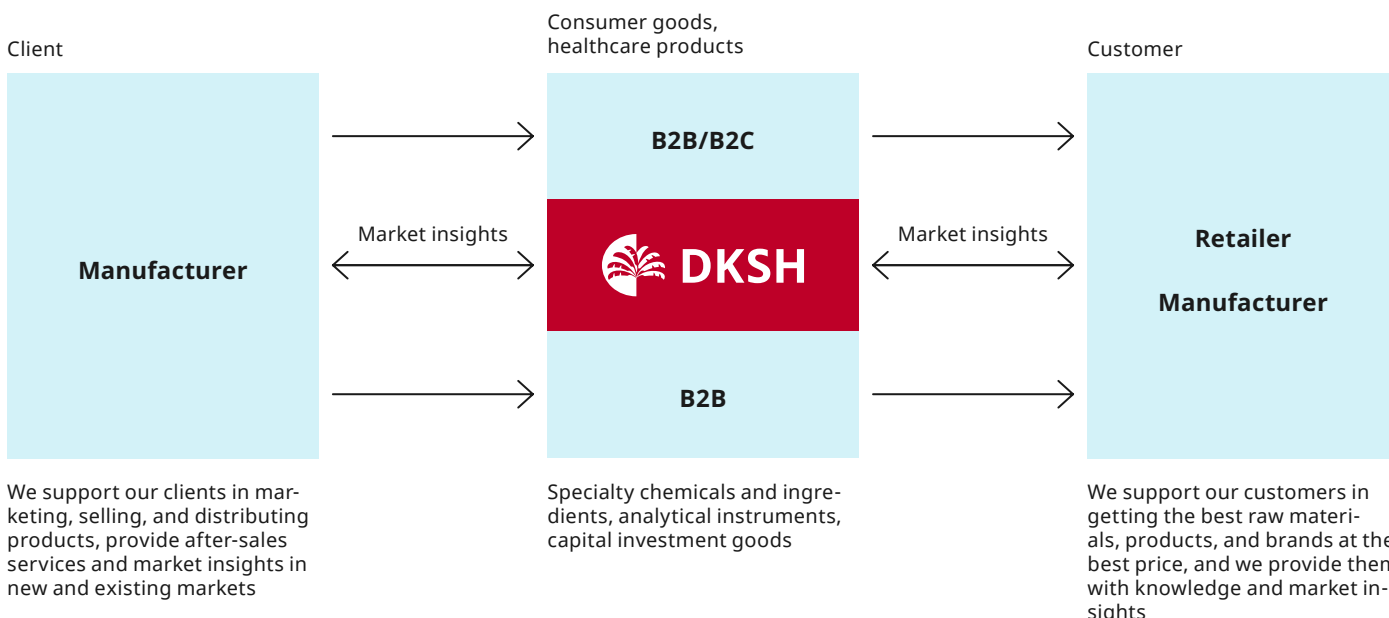 Client
Consumer goods,
healthcare products
Customer
B2B/B2C
Market insights
Market insights
Manufacturer
DKSH
Retailer
Manufacturer
B2B
We support our clients in mar-
keting, selling, and distributing
products, provide after-sales
services and market insights in
new and existing markets
Specialty chemicals and ingre-
dients, analytical instruments,
capital investment goods
We support our customers in
getting the best raw materi-
als, products, and brands at the
best price, and we provide them
with knowledge and market in-
sights